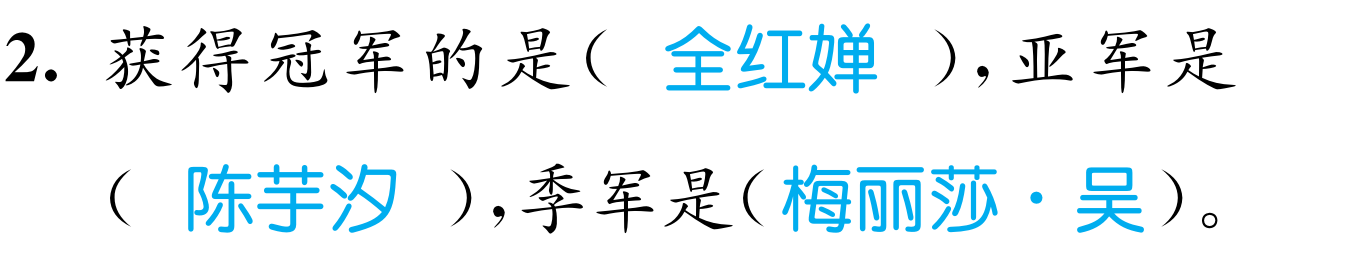 2. 获得冠军的是( 全红婵 ),亚军是
( 陈芋汐 ),季军是(梅丽莎·吴)。